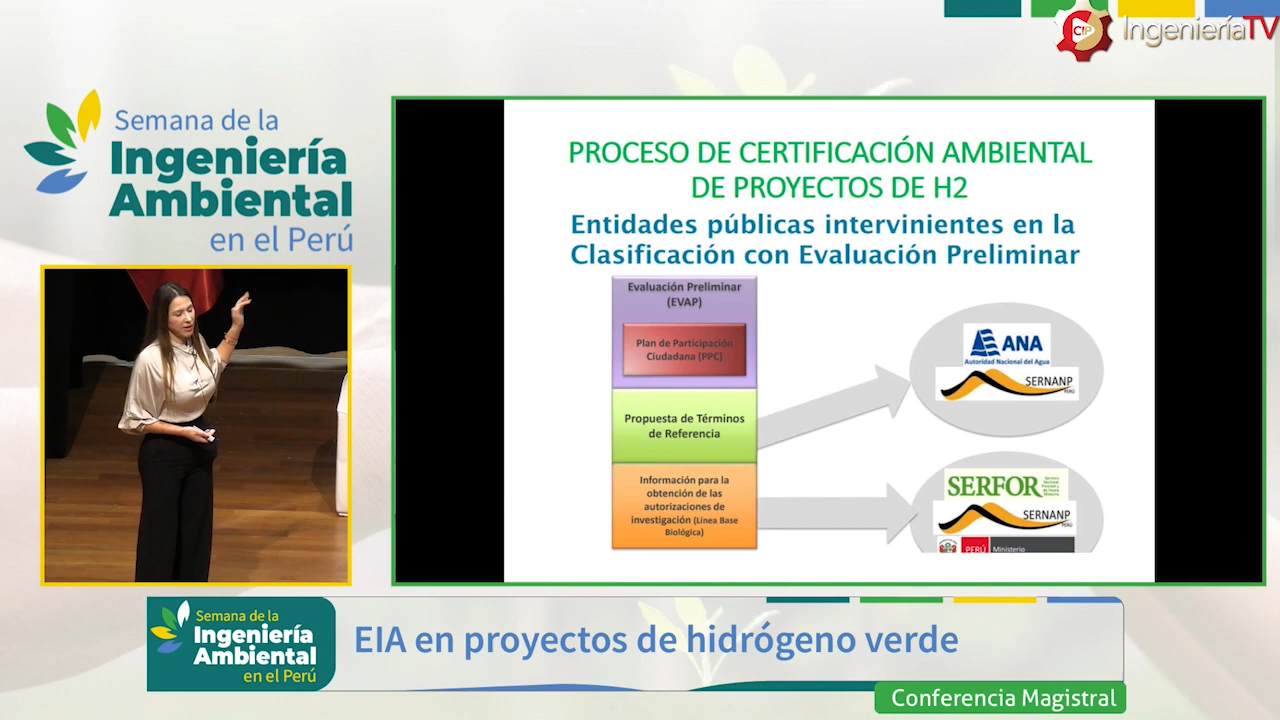 CIP IngenieríaTV
Semana de la
Ingeniería
Ambiental
en el Perú
PROCESO DE CERTIFICACIÓN AMBIENTAL
DE PROYECTOS DE H2
Entidades públicas intervinientes en la
Clasificación con Evaluación Preliminar
Evaluación Preliminar
(EVAP)
Plan de Participación
Ciudadana (PPC)
Propuesta de Términos
de Referencia
Información para la
obtención de las
autorizaciones de
investigación (Línea Base
Biológica)
ANA
Autoridad Nacional del Agua
SERNANP
PERÚ
SERFOR
SERNANP
PERÚ
PERÚ Ministerio
Semana de la
Ingeniería
Ambiental
en el Perú
EIA en proyectos de hidrógeno verde
Conferencia Magistral